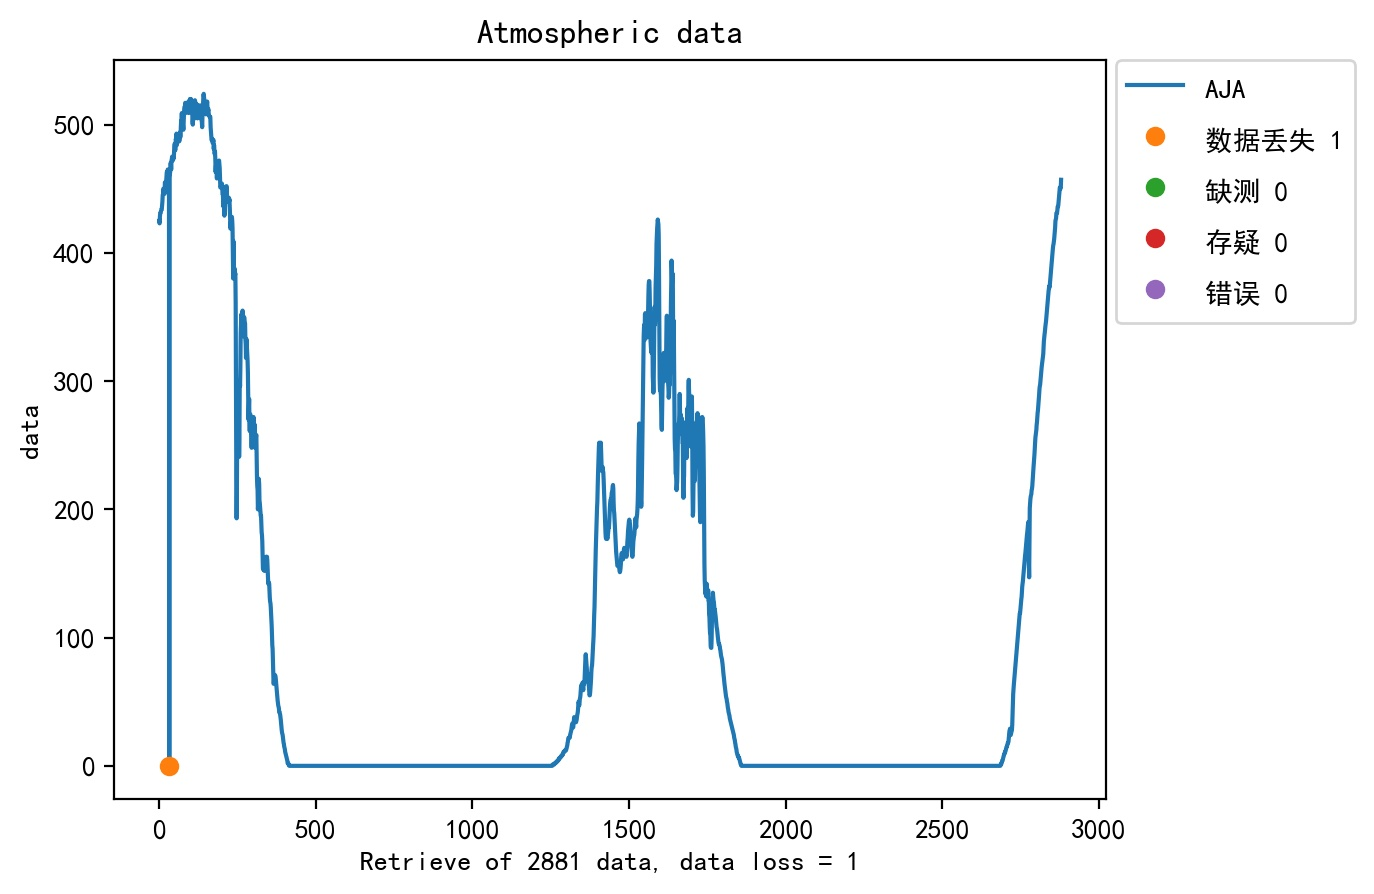 Atmospheric data
AJA
数据丢失 1
缺测 0
存疑 0
错误 0
500
400
300
200
100
0
data
0 500 1000 1500 2000 2500 3000
Retrieve of 2881 data, data loss = 1